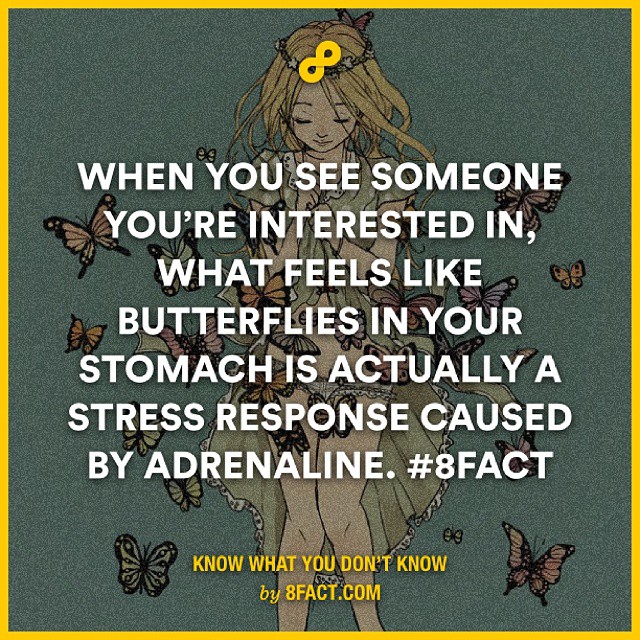 WHEN YOU SEE SOMEONE
YOU'RE INTERESTED IN,
WHAT FEELS LIKE
BUTTERFLIES IN YOUR
STOMACH IS ACTUALLY A
STRESS RESPONSE CAUSED
BY ADRENALINE. #8FACT
KNOW WHAT YOU DON'T KNOW
by 8FACT.COM